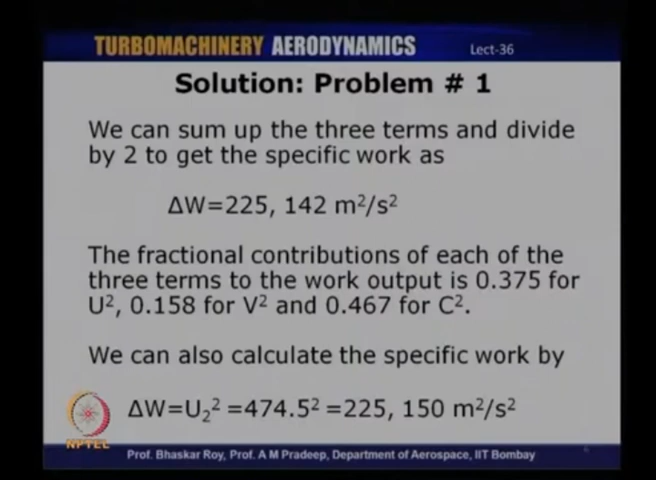 TURBOMACHINERY AERODYNAMICS Lect-36
Solution: Problem # 1
We can sum up the three terms and divide
by 2 to get the specific work as
ΔW=225, 142 m²/s²
The fractional contributions of each of the
three terms to the work output is 0.375 for
U², 0.158 for V² and 0.467 for C².
We can also calculate the specific work by
ΔW=U₂² =474.5² =225, 150 m²/s²
NPTEL
Prof. Bhaskar Roy, Prof. A M Pradeep, Department of Aerospace, IIT Bombay